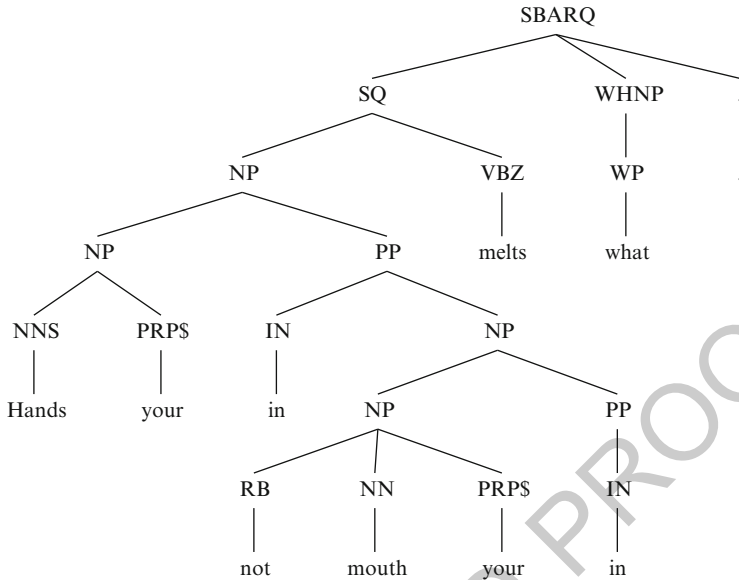 SBARQ
SQ WHNP
NP VBZ WP
NP PP melts what
NNS PRP$ IN NP
Hands your in NP PP
RB NN PRP$ IN
not mouth your in